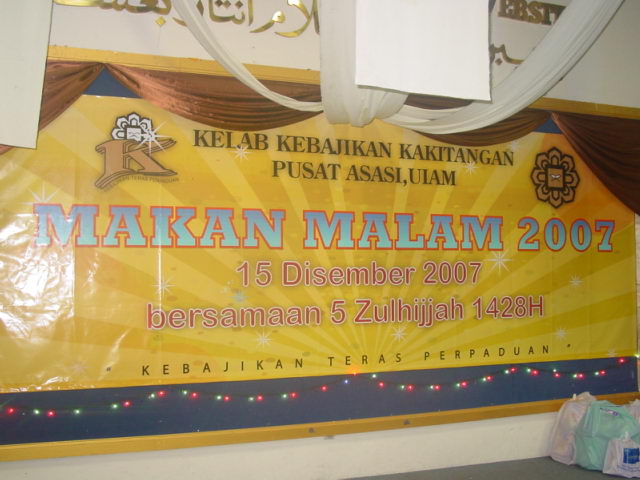 KELAB KEBAJIKAN KAKITANGAN
PUSAT ASASI,UIAM
MAKAN MALAM 2007
15 Disember 2007
bersamaan 5 Zulhijjah 1428H
" KEBAJIKAN TERAS PERPADUAN "